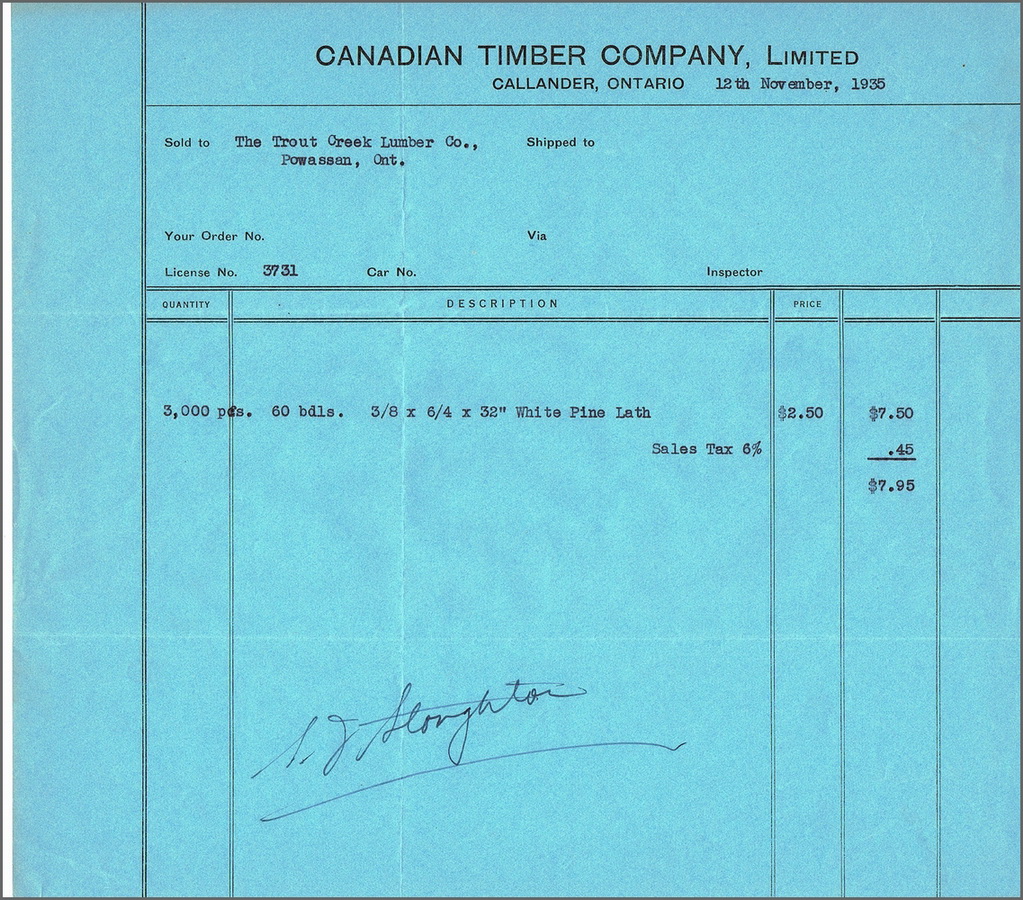 CANADIAN TIMBER COMPANY, LIMITED
CALLANDER, ONTARIO 12th November, 1935
Sold to The Trout Creek Lumber Co., Shipped to
Powassan, Ont.
Your Order No. Via
License No. 3731 Car No. Inspector
QUANTITY DESCRIPTION PRICE
3,000 pcs. 60 bdls. 3/8 x 6/4 x 32" White Pine Lath $2.50 $7.50
Sales Tax 6% .45
$7.95
Stoughton